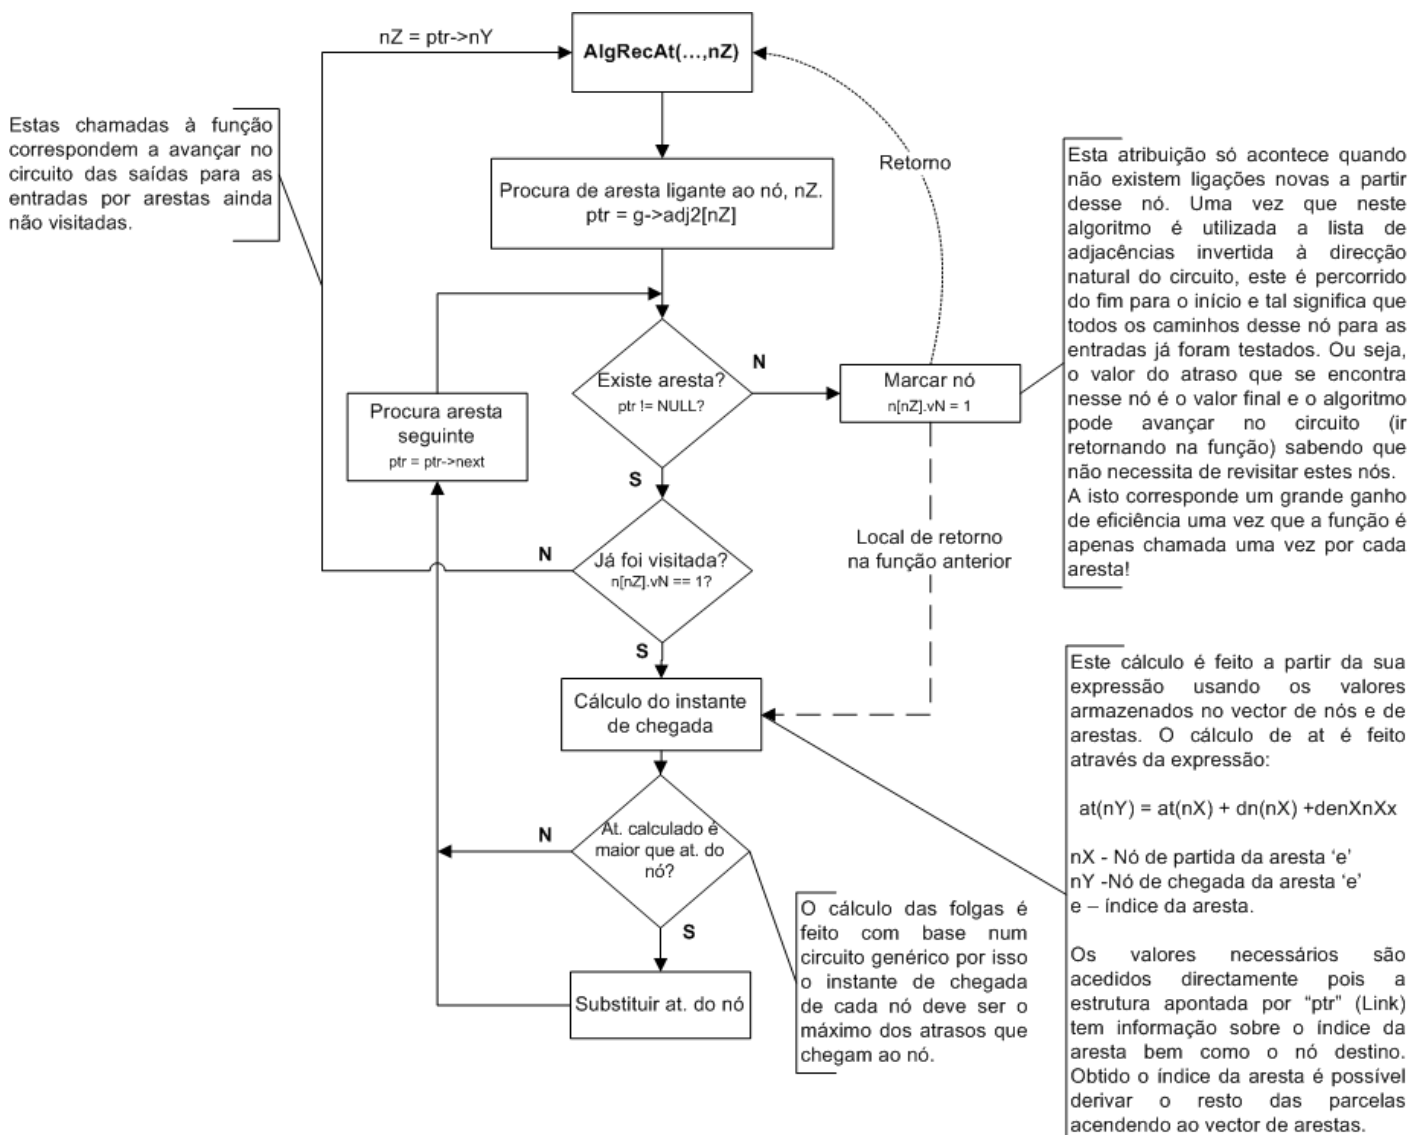 nZ = ptr->nY
AlgRecAt(...,nZ)
Estas chamadas à função
correspondem a avançar no
circuito das saídas para as
entradas por arestas ainda
não visitadas.
Retorno
Procura de aresta ligante ao nó, nZ.
ptr = g->adj2[nZ]
Esta atribuição só acontece quando
não existem ligações novas a partir
desse nó. Uma vez que neste
algoritmo é utilizada a lista de
adjacências invertida à direcção
natural do circuito, este é percorrido
do fim para o início e tal significa que
todos os caminhos desse nó para as
entradas já foram testados. Ou seja,
o valor do atraso que se encontra
nesse nó é o valor final e o algoritmo
pode avançar no circuito (ir
retornando na função) sabendo que
não necessita de revisitar estes nós.
A isto corresponde um grande ganho
de eficiência uma vez que a função é
apenas chamada uma vez por cada
aresta!
Existe aresta?
ptr != NULL?
N
Marcar nó
n[nZ].vN = 1
Procura aresta
seguinte
ptr = ptr->next
S
Local de retorno
na função anterior
N
Já foi visitada?
n[nZ].vN == 1?
S
Cálculo do instante
de chegada
Este cálculo é feito a partir da sua
expressão usando os valores
armazenados no vector de nós e de
arestas. O cálculo de at é feito
através da expressão:
at(nY) = at(nX) + dn(nX) +denXnXx
nX - Nó de partida da aresta ‘e’
nY -Nó de chegada da aresta ‘e’
e – índice da aresta.
Os valores necessários são
acedidos directamente pois a
estrutura apontada por “ptr” (Link)
tem informação sobre o índice da
aresta bem como o nó destino.
Obtido o índice da aresta é possível
derivar o resto das parcelas
acendendo ao vector de arestas.
N
At. calculado é
maior que at. do
nó?
S
O cálculo das folgas é
feito com base num
circuito genérico por isso
o instante de chegada
de cada nó deve ser o
máximo dos atrasos que
chegam ao nó.
Substituir at. do nó